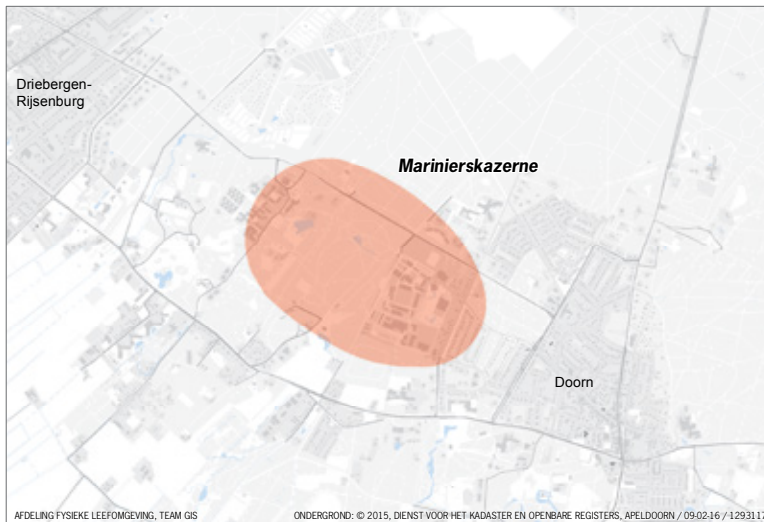 Driebergen-
Rijsenburg
Marinierskazerne
Doorn
AFDELING FYSIEKE LEEFOMGEVING, TEAM GIS
ONDERGROND: © 2015, DIENST VOOR HET KADASTER EN OPENBARE REGISTERS, APELDOORN / 09-02-16 / 1293117